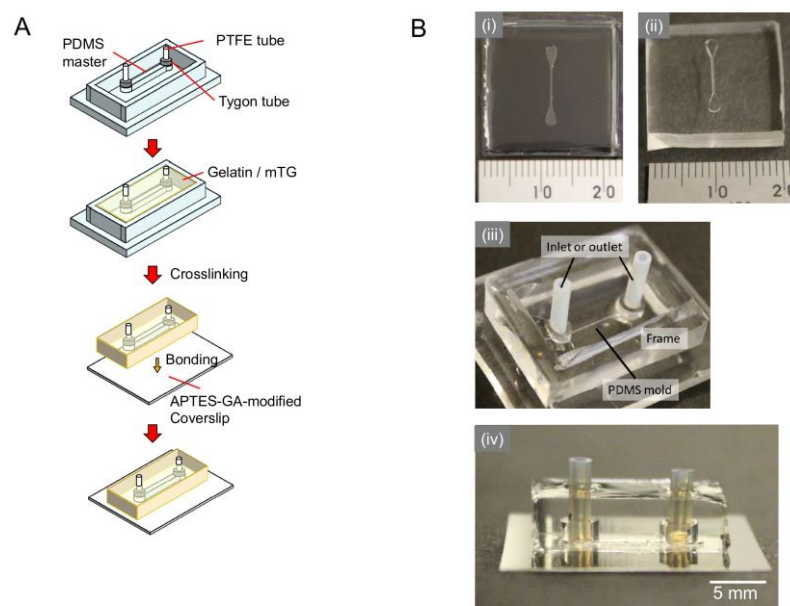 A
PDMS
master
PTFE tube
Tygon tube
Gelatin / mTG
Crosslinking
Bonding
APTES-GA-modified
Coverslip
B
(i)
10 20
(ii)
10 20
(iii)
Inlet or outlet
Frame
PDMS mold
(iv)
5 mm